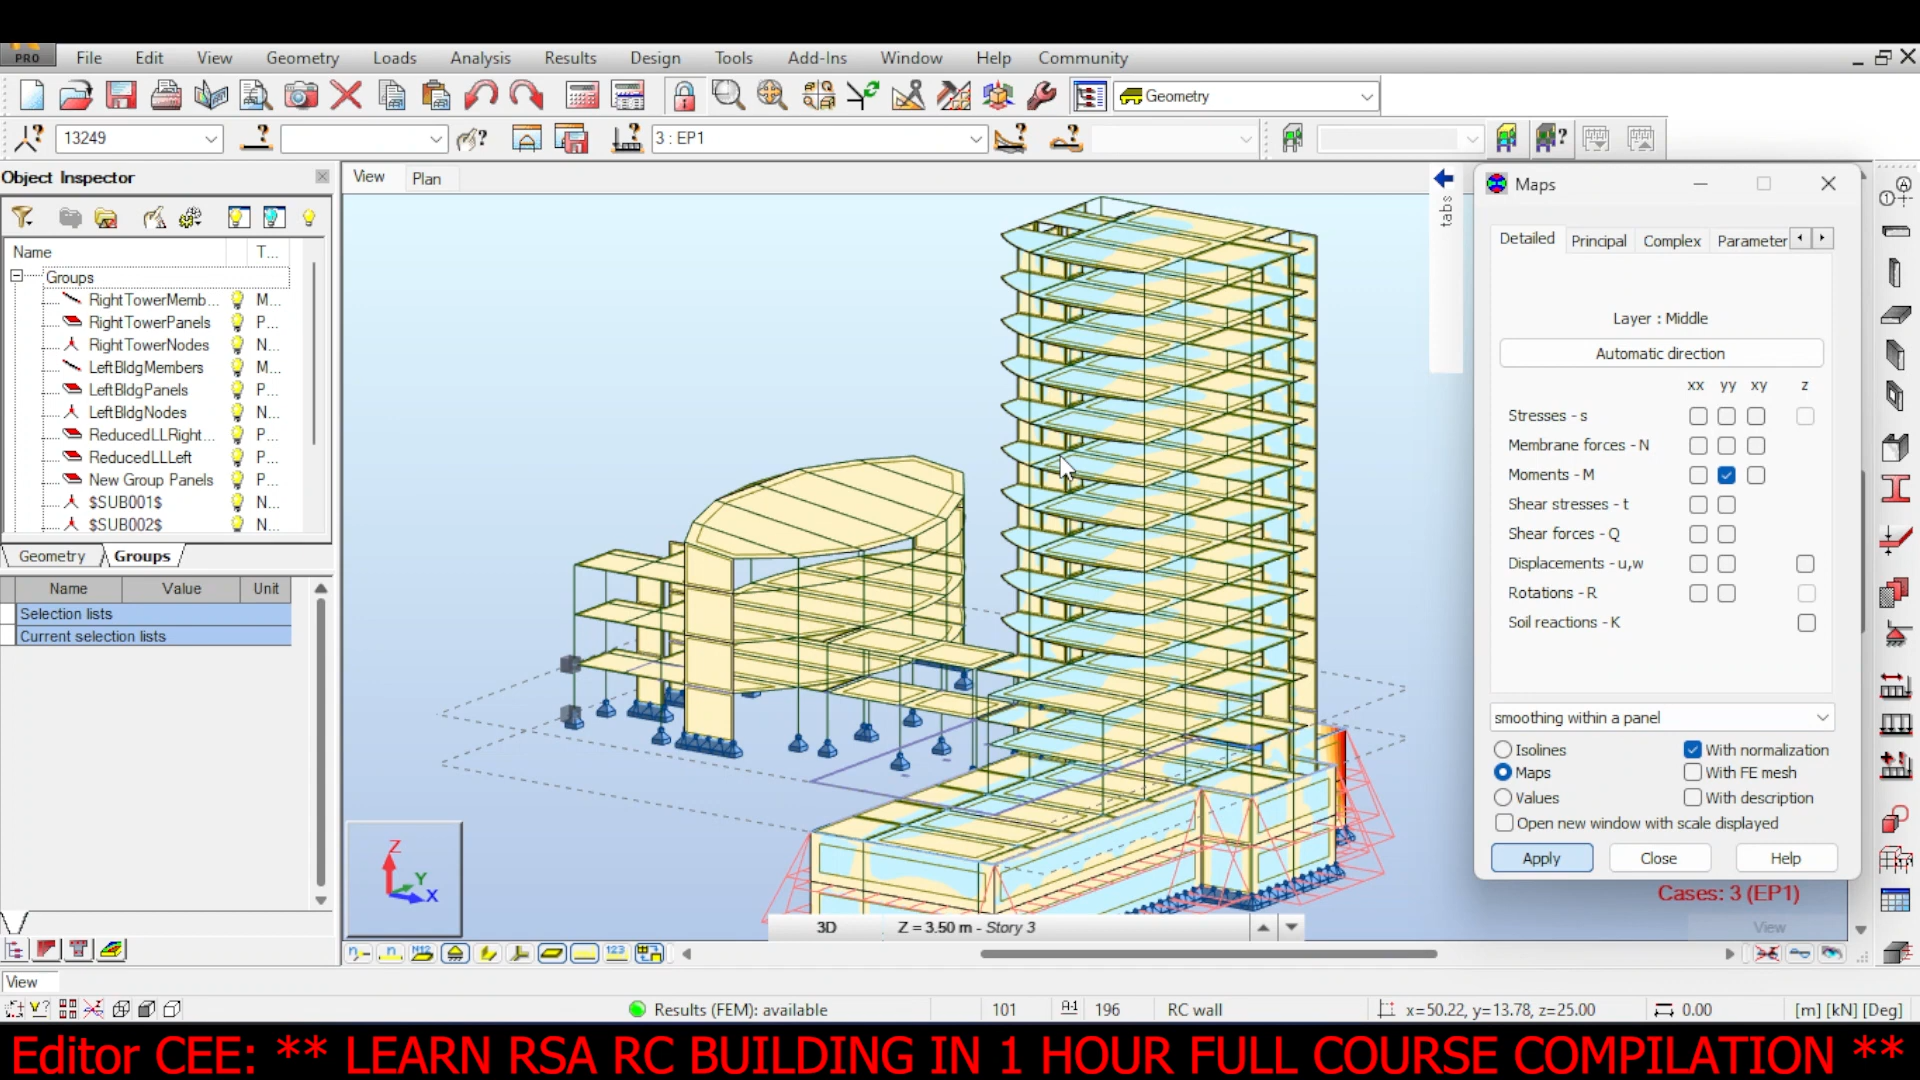 PRO
File Edit View Geometry Loads Analysis Results Design Tools Add-Ins Window Help Community
Geometry
13249
3 : EP1
Object Inspector
Name T...
Groups
RightTowerMemb... M...
RightTowerPanels P...
RightTowerNodes N...
LeftBldgMembers M...
LeftBldgPanels P...
LeftBldgNodes N...
ReducedLLRight... P...
ReducedLLLeft P...
New Group Panels P...
$SUB001$ N...
$SUB002$ N...
Geometry Groups
Name Value Unit
Selection lists
Current selection lists
View Plan
tabs
Z
Y
X
3D Z = 3.50 m - Story 3
Cases: 3 (EP1)
View
Maps
Detailed Principal Complex Parameter
Layer : Middle
Automatic direction
xx yy xy z
Stresses - s
Membrane forces - N
Moments - M
Shear stresses - t
Shear forces - Q
Displacements - u,w
Rotations - R
Soil reactions - K
smoothing within a panel
Isolines With normalization
Maps With FE mesh
Values With description
Open new window with scale displayed
Apply Close Help
View
Results (FEM): available 101 196 RC wall x=50.22, y=13.78, z=25.00 0.00 [m] [kN] [Deg]
Editor CEE: ** LEARN RSA RC BUILDING IN 1 HOUR FULL COURSE COMPILATION **